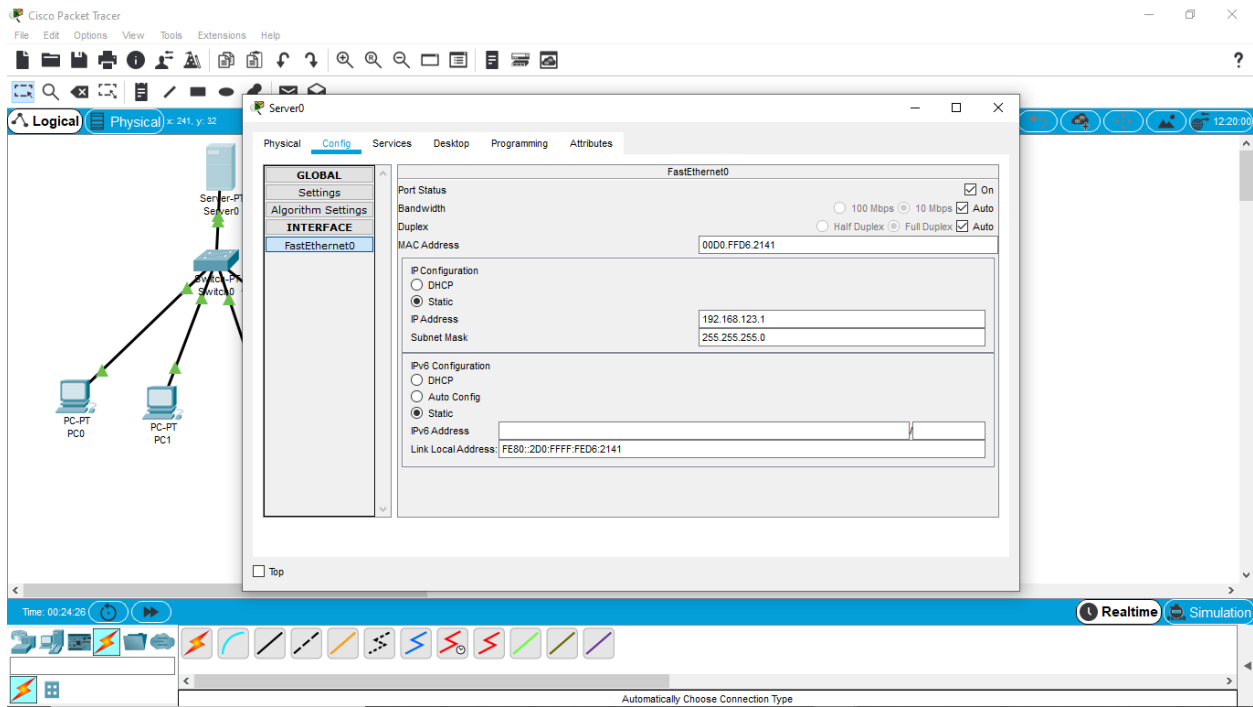 Cisco Packet Tracer
File Edit Options View Tools Extensions Help
?
Logical Physical x: 241, y: 32
12:20:00
Server0
Physical Config Services Desktop Programming Attributes
GLOBAL
Settings
Algorithm Settings
INTERFACE
FastEthernet0
FastEthernet0
Port Status On
Bandwidth 100 Mbps 10 Mbps Auto
Duplex Half Duplex Full Duplex Auto
MAC Address 00D0.FFD6.2141
IP Configuration
DHCP
Static
IP Address 192.168.123.1
Subnet Mask 255.255.255.0
IPv6 Configuration
DHCP
Auto Config
Static
IPv6 Address /
Link Local Address: FE80::2D0:FFFF:FED6:2141
Top
Server-PT
Server0
Switch-PT
Switch0
PC-PT
PC0
PC-PT
PC1
Time: 00:24:26
Realtime Simulation
Automatically Choose Connection Type